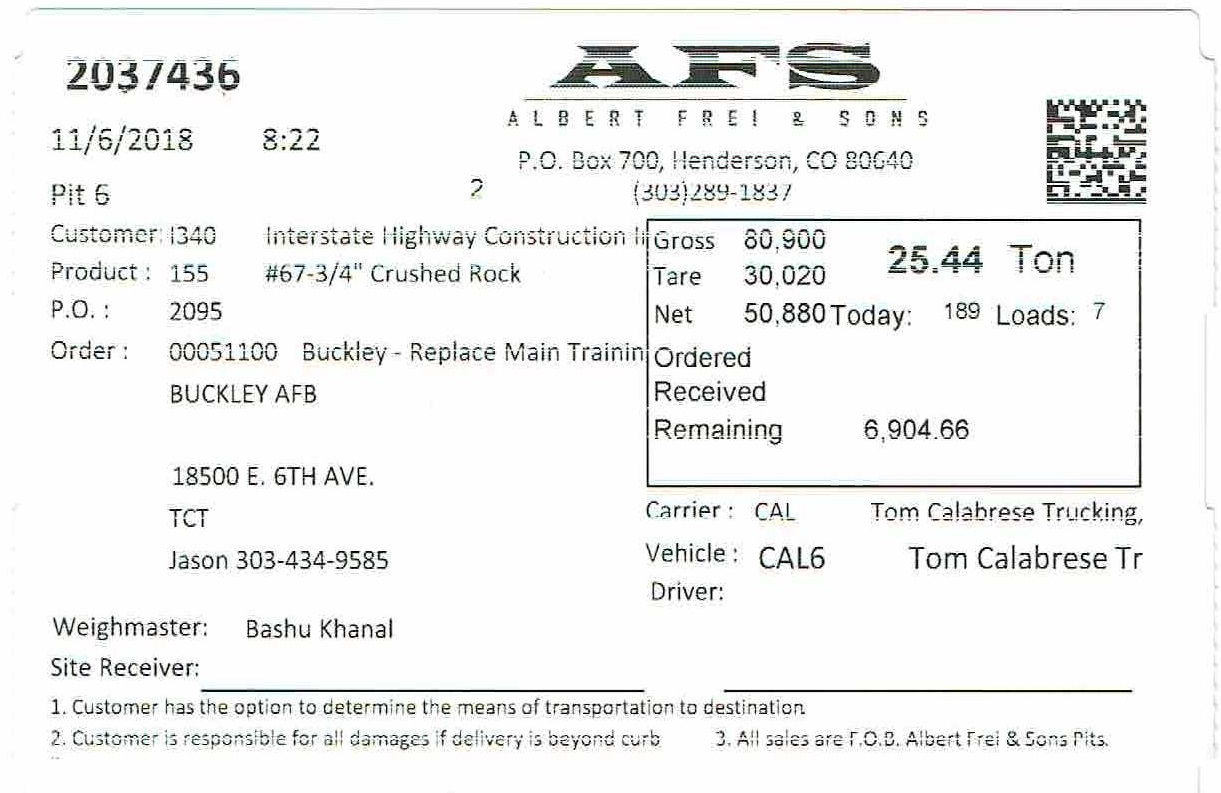 2037436
AFS
ALBERT FREI & SONS
11/6/2018 8:22
P.O. Box 700, Henderson, CO 80640
Pit 6 2 (303)289-1837
Customer: I340 Interstate Highway Construction I
Product : 155 #67-3/4" Crushed Rock
P.O. : 2095
Order : 00051100 Buckley - Replace Main Trainin
BUCKLEY AFB
18500 E. 6TH AVE.
TCT
Jason 303-434-9585
Gross 80,900 25.44 Ton
Tare 30,020
Net 50,880 Today: 189 Loads: 7
Ordered
Received
Remaining 6,904.66
Carrier : CAL Tom Calabrese Trucking,
Vehicle : CAL6 Tom Calabrese Tr
Driver:
Weighmaster: Bashu Khanal
Site Receiver:
1. Customer has the option to determine the means of transportation to destination
2. Customer is responsible for all damages if delivery is beyond curb 3. All sales are F.O.B. Albert Frei & Sons Pits.